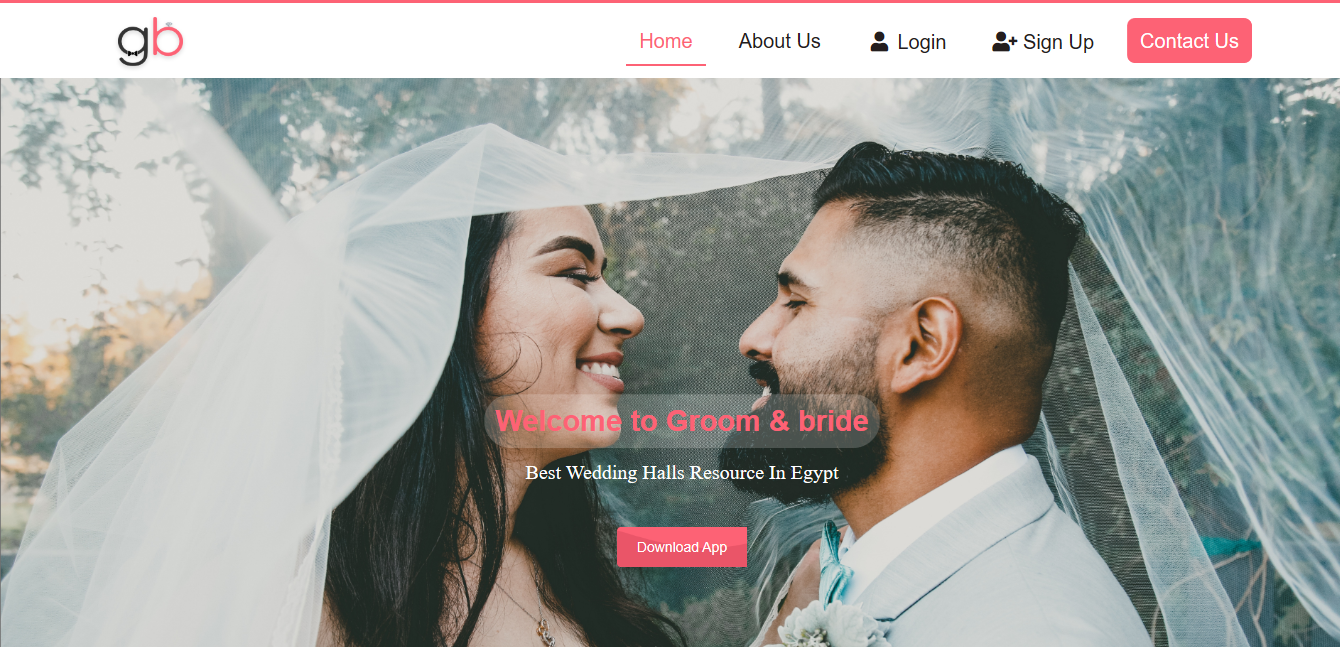 gb
Home
About Us
Login
Sign Up
Contact Us
Welcome to Groom & bride
Best Wedding Halls Resource In Egypt
Download App